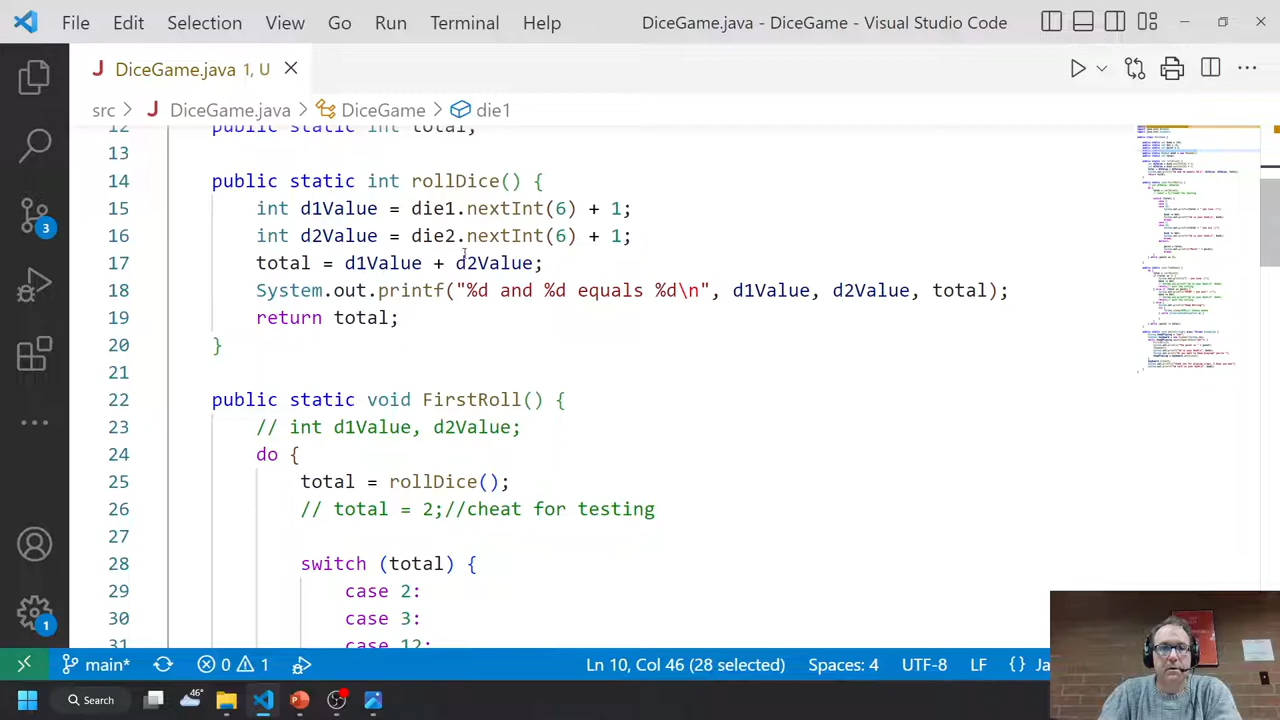 File Edit Selection View Go Run Terminal Help DiceGame.java - DiceGame - Visual Studio Code
J DiceGame.java 1, U
src > J DiceGame.java > DiceGame > die1
12 public static int total;
13
14 public static int rollDice() {
15 int d1Value = die1.nextInt(6) + 1;
16 int d2Value = die2.nextInt(6) + 1;
17 total = d1Value + d2Value;
18 System.out.printf("%d and %d equals %d\n", d1Value, d2Value, total);
19 return total;
20 }
21
22 public static void FirstRoll() {
23 // int d1Value, d2Value;
24 do {
25 total = rollDice();
26 // total = 2;//cheat for testing
27
28 switch (total) {
29 case 2:
30 case 3:
31 case 12:
3
1
main* 0 1 Ln 10, Col 46 (28 selected) Spaces: 4 UTF-8 LF {} Ja
Search 46°